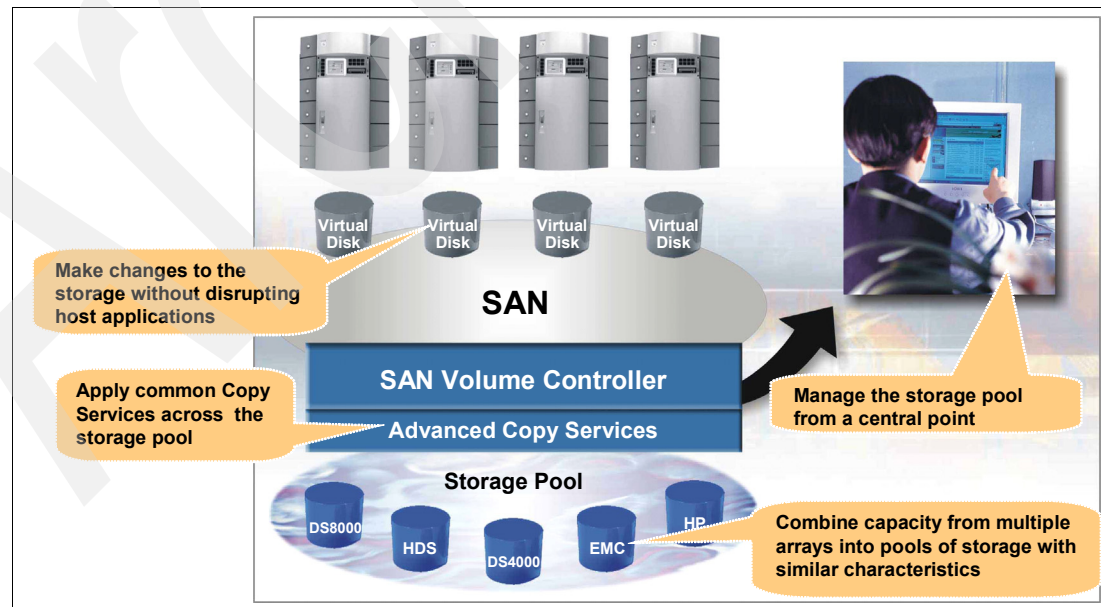 Virtual
Disk
Virtual
Disk
Virtual
Disk
Virtual
Disk
Make changes to the
storage without disrupting
host applications
SAN
SAN Volume Controller
Apply common Copy
Services across the
storage pool
Advanced Copy Services
Manage the storage pool
from a central point
Storage Pool
DS8000
HDS
DS4000
EMC
HP
Combine capacity from multiple
arrays into pools of storage with
similar characteristics